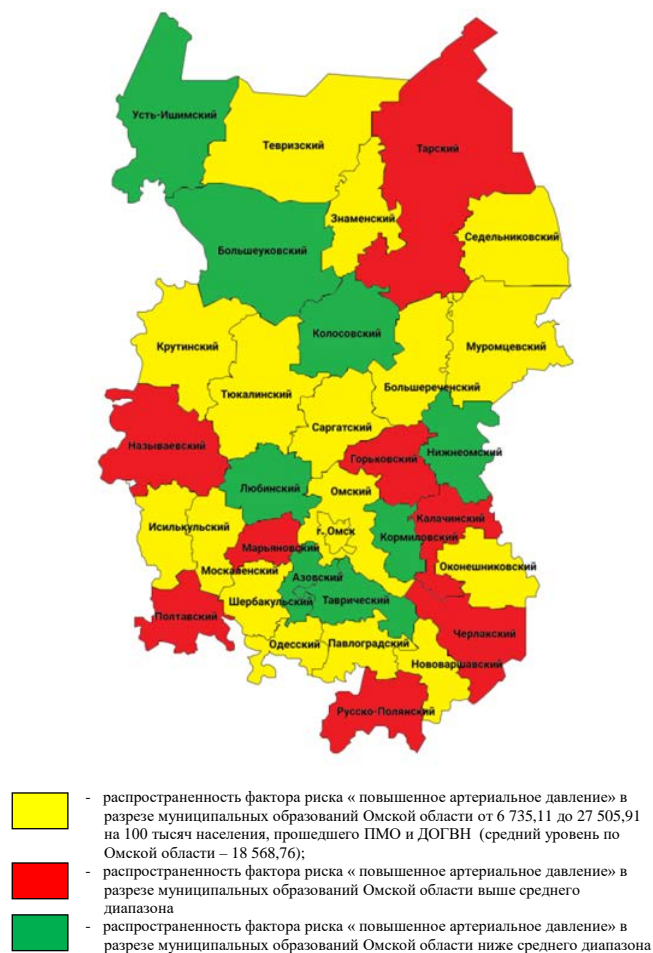 Усть-Ишимский
Тевризский
Тарский
Знаменский
Седельниковский
Большеуковский
Колосовский
Крутинский
Муромцевский
Тюкалинский
Большереченский
Саргатский
Называевский
Горьковский
Нижнеомский
Любинский
Омский
Исилькульский
г. Омск
Калачинский
Кормиловский
Марьяновский
Москаленский
Азовский
Оконешниковский
Шербакульский
Таврический
Полтавский
Черлакский
Одесский
Павлоградский
Нововаршавский
Русско-Полянский
- распространенность фактора риска « повышенное артериальное давление» в
разрезе муниципальных образований Омской области от 6 735,11 до 27 505,91
на 100 тысяч населения, прошедшего ПМО и ДОГВН (средний уровень по
Омской области – 18 568,76);
- распространенность фактора риска « повышенное артериальное давление» в
разрезе муниципальных образований Омской области выше среднего
диапазона
- распространенность фактора риска « повышенное артериальное давление» в
разрезе муниципальных образований Омской области ниже среднего диапазона